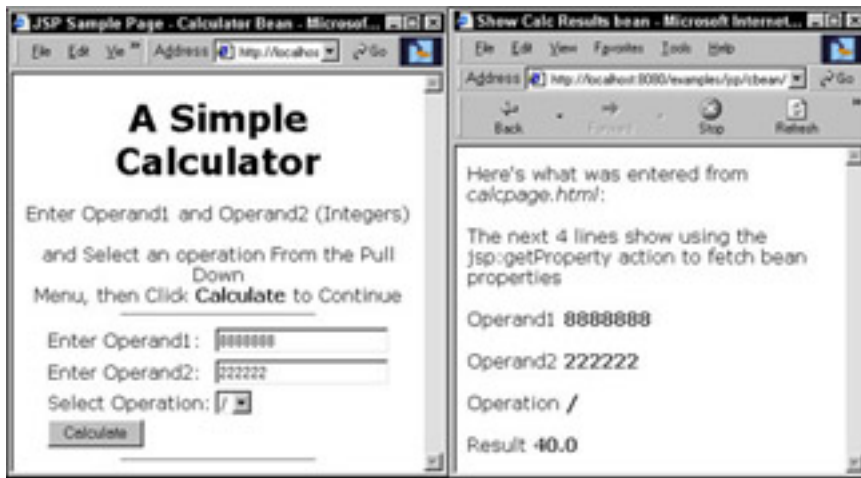 JSP Sample Page - Calculator Bean - Microsof...
File Edit Vie » Address http://localhos Go
A Simple
Calculator
Enter Operand1 and Operand2 (Integers)
and Select an operation From the Pull
Down
Menu, then Click Calculate to Continue
Enter Operand1: 8888888
Enter Operand2: 222222
Select Operation: /
Calculate
Show Calc Results bean - Microsoft Internet...
File Edit View Favorites Tools Help
Address http://localhost:8080/examples/jsp/cbean/ Go
Back Forward Stop Refresh »
Here's what was entered from
calcpage.html:
The next 4 lines show using the
jsp:getProperty action to fetch bean
properties
Operand1 8888888
Operand2 222222
Operation /
Result 40.0